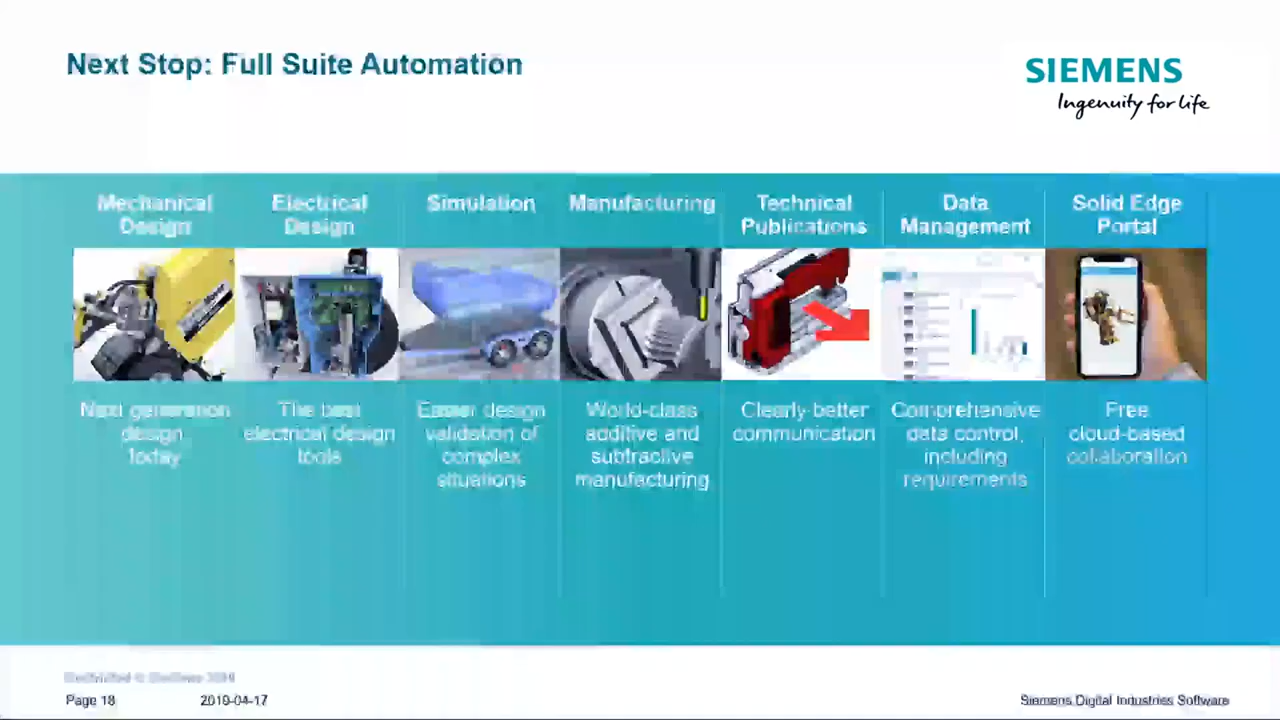 Next Stop: Full Suite Automation
SIEMENS
Ingenuity for life
Mechanical
Design
Electrical
Design
Simulation
Manufacturing
Technical
Publications
Data
Management
Solid Edge
Portal
Next generation
design
today
The best
electrical design
tools
Easier design
validation of
complex
situations
World-class
additive and
subtractive
manufacturing
Clearly better
communication
Comprehensive
data control,
including
requirements
Free
cloud-based
collaboration
Page 18
2019-04-17
Siemens Digital Industries Software